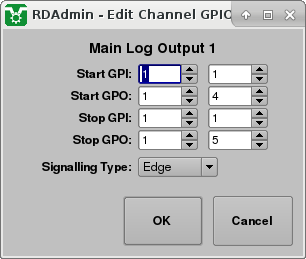 RDAdmin - Edit Channel GPIO
Main Log Output 1
Start GPI: 1 1
Start GPO: 1 4
Stop GPI: 1 1
Stop GPO: 1 5
Signalling Type: Edge
OK Cancel